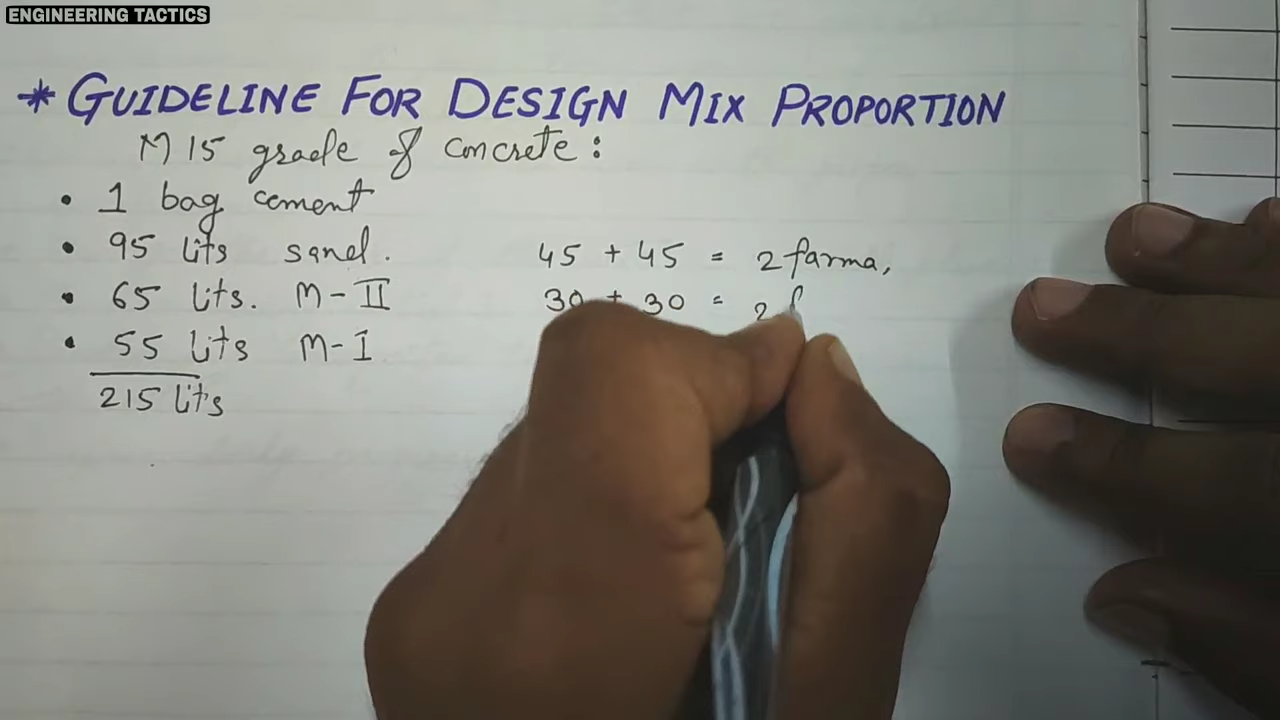 ENGINEERING TACTICS
* GUIDELINE FOR DESIGN MIX PROPORTION
M 15 grade of concrete :
• 1 bag cement
• 95 lits sand.
45 + 45 = 2 farma,
• 65 lits. M-II
30 + 30 = 2 f
• 55 lits M-I
215 lit's